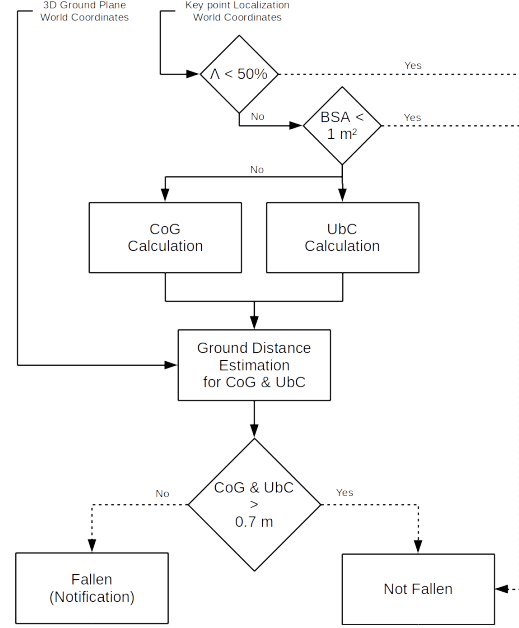 3D Ground Plane
World Coordinates
Key point Localization
World Coordinates
Λ < 50%
Yes
No
BSA <
1 m²
Yes
No
CoG
Calculation
UbC
Calculation
Ground Distance
Estimation
for CoG & UbC
CoG & UbC
>
0.7 m
No
Yes
Fallen
(Notification)
Not Fallen